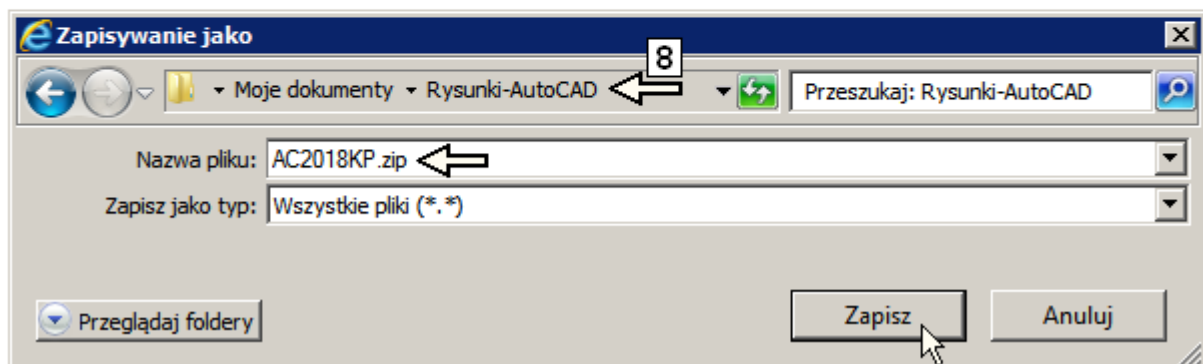 Zapisywanie jako
8
Moje dokumenty Rysunki-AutoCAD Przeszukaj: Rysunki-AutoCAD
Nazwa pliku: AC2018KP.zip
Zapisz jako typ: Wszystkie pliki (*.*)
Przeglądaj foldery Zapisz Anuluj